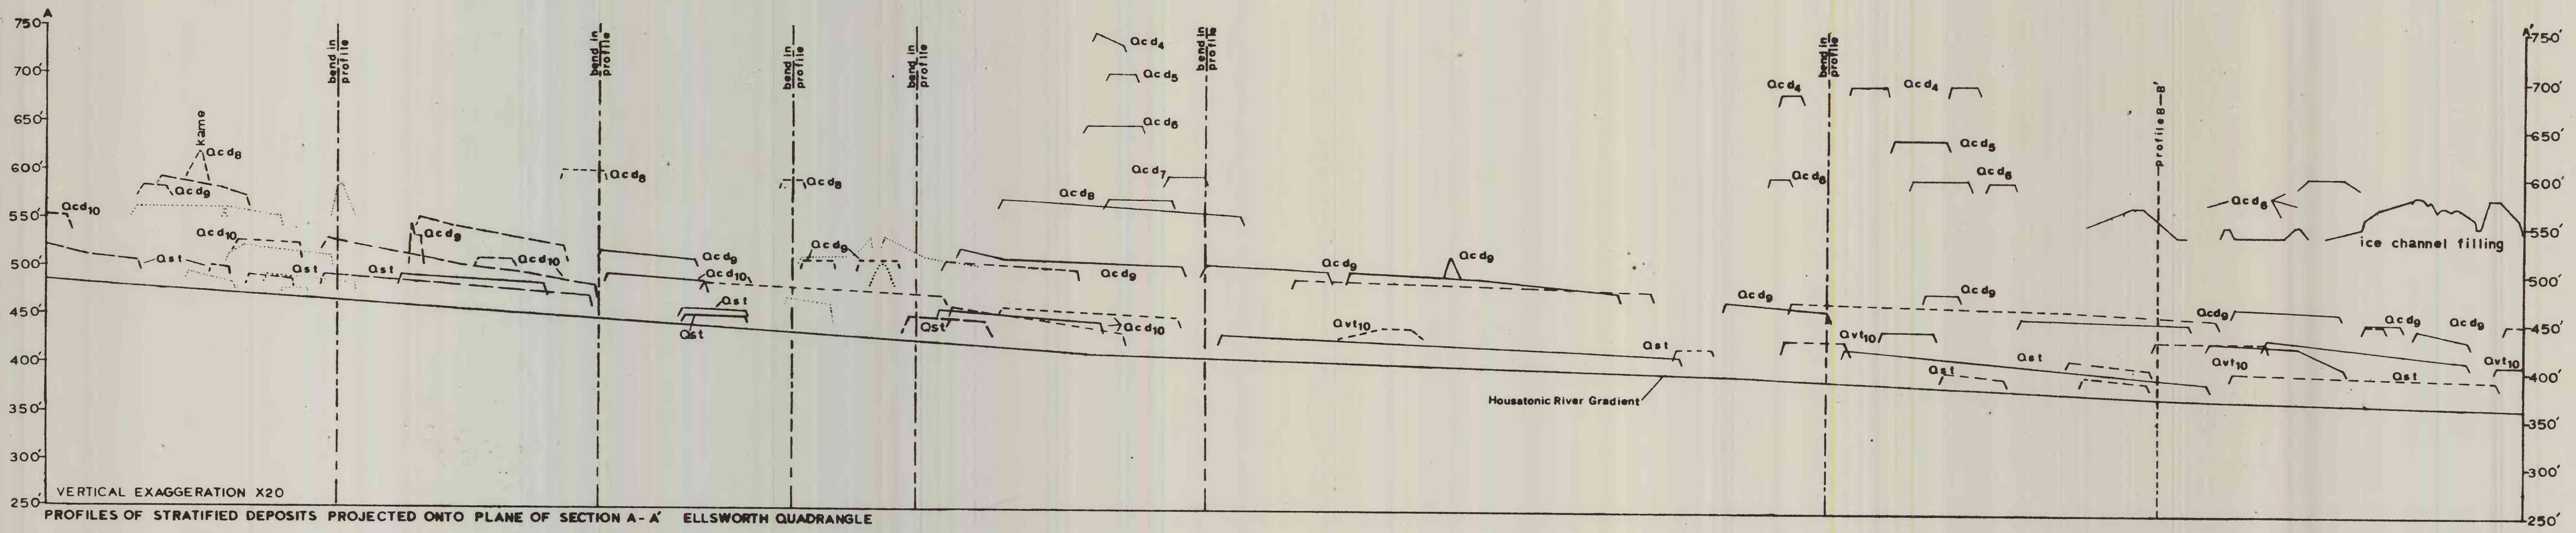 A
750'
700'
650'
600'
550'
500'
450'
400'
350'
300'
250'
kame
Qcd8
Qcd9
Qcd10
Qcd10
Qst
Qst
Qst
bend in profile
Qcd9
Qcd10
bend in profile
Qcd8
Qcd9
Qcd10
Qst
Qst
bend in profile
Qcd8
Qcd9
bend in profile
Qst
Qcd4
Qcd5
Qcd6
Qcd7
Qcd8
Qcd9
Qcd10
bend in profile
Qcd9
Qcd9
Qvt10
Qst
Housatonic River Gradient
Qcd4
Qcd6
Qcd9
bend in profile
Qcd4
Qcd5
Qcd6
Qcd9
Qvt10
Qst
Qst
profile B-B'
Qcd6
ice channel filling
Qcd9
Qcd9
Qcd9
Qvt10
Qst
Qvt10
A'
750'
700'
650'
600'
550'
500'
450'
400'
350'
300'
250'
VERTICAL EXAGGERATION X20
PROFILES OF STRATIFIED DEPOSITS PROJECTED ONTO PLANE OF SECTION A-A' ELLSWORTH QUADRANGLE